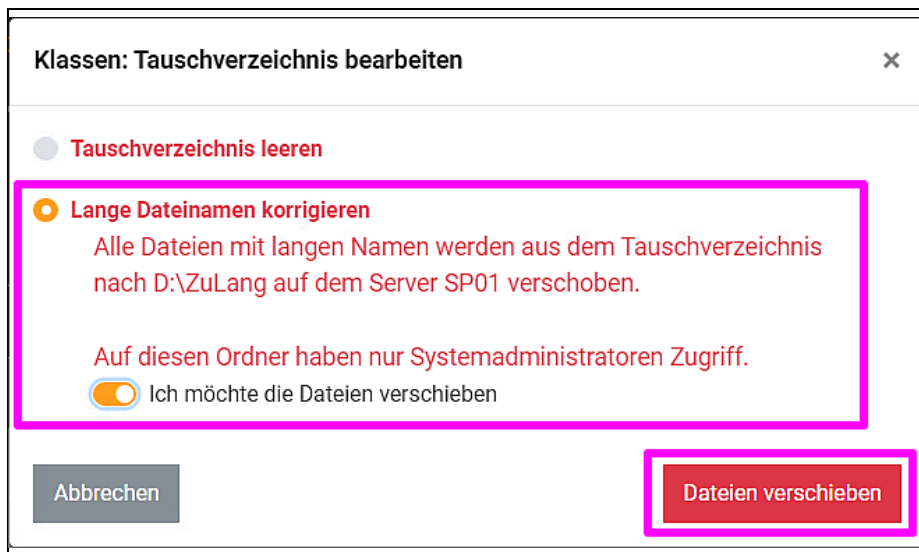 Klassen: Tauschverzeichnis bearbeiten
×
Tauschverzeichnis leeren
Lange Dateinamen korrigieren
Alle Dateien mit langen Namen werden aus dem Tauschverzeichnis
nach D:\ZuLang auf dem Server SP01 verschoben.
Auf diesen Ordner haben nur Systemadministratoren Zugriff.
Ich möchte die Dateien verschieben
Abbrechen
Dateien verschieben